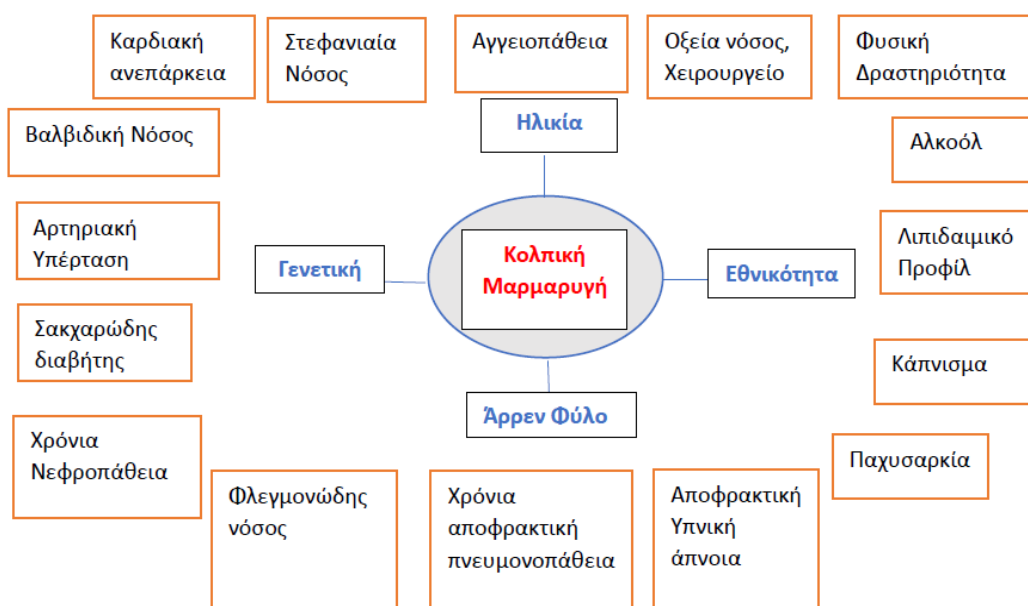 Καρδιακή
ανεπάρκεια
Στεφανιαία
Νόσος
Αγγειοπάθεια
Οξεία νόσος,
Χειρουργείο
Φυσική
Δραστηριότητα
Βαλβιδική Νόσος
Ηλικία
Αλκοόλ
Αρτηριακή
Υπέρταση
Γενετική
Κολπική
Μαρμαρυγή
Εθνικότητα
Λιπιδαιμικό
Προφίλ
Σακχαρώδης
διαβήτης
Άρρεν Φύλο
Κάπνισμα
Χρόνια
Νεφροπάθεια
Φλεγμονώδης
νόσος
Χρόνια
αποφρακτική
πνευμονοπάθεια
Αποφρακτική
Υπνική
άπνοια
Παχυσαρκία